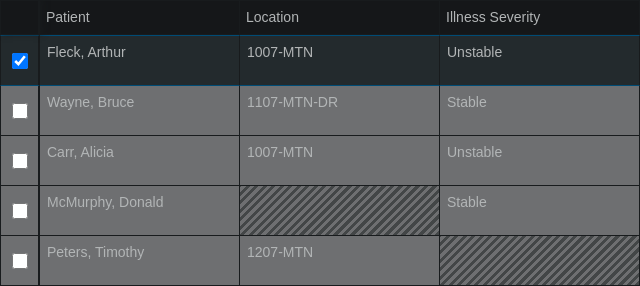 Patient Location Illness Severity
Fleck, Arthur 1007-MTN Unstable
Wayne, Bruce 1107-MTN-DR Stable
Carr, Alicia 1007-MTN Unstable
McMurphy, Donald Stable
Peters, Timothy 1207-MTN